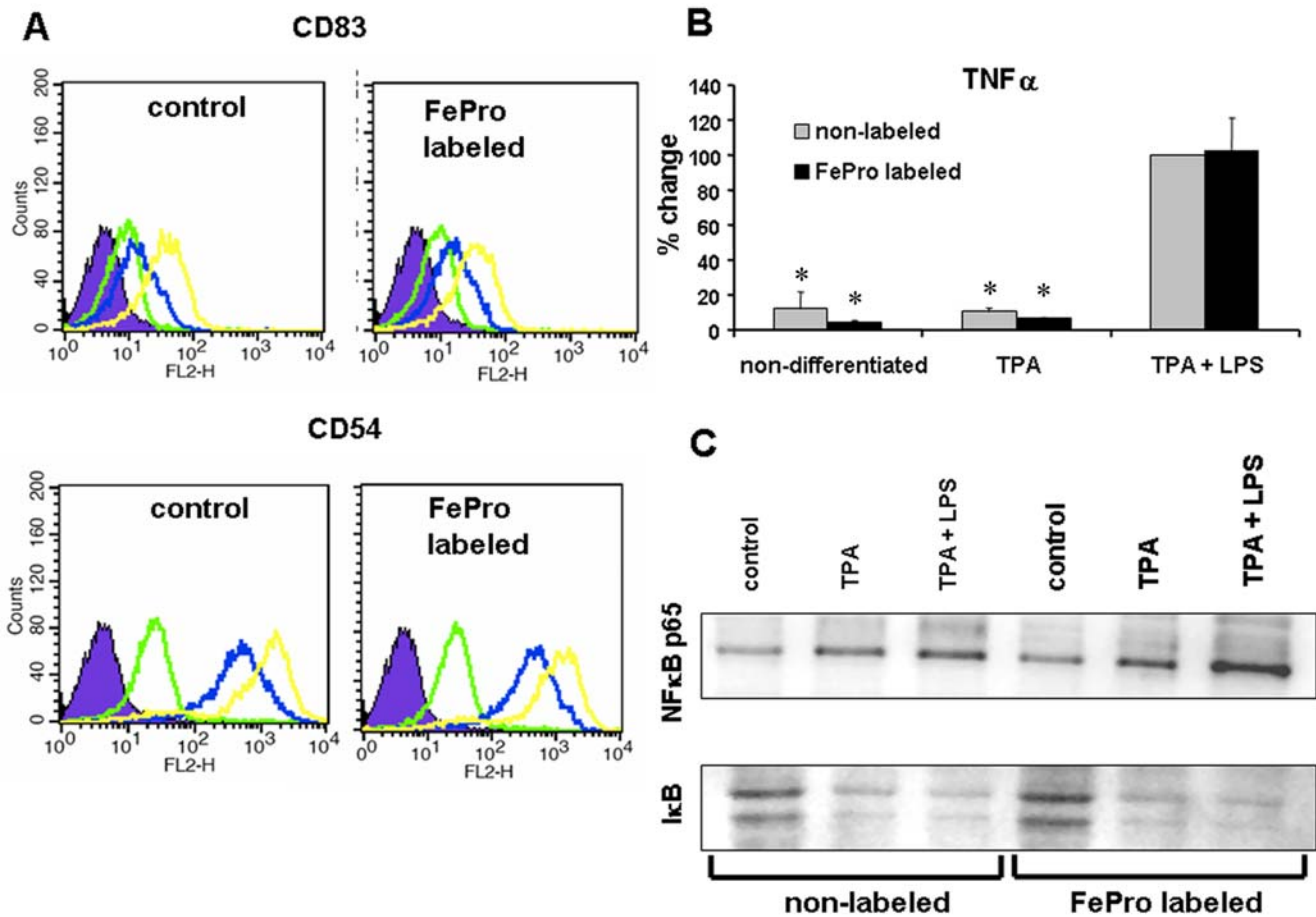 A
CD83
control
FePro
labeled
Counts
200
160
120
80
40
0
10^0 10^1 10^2 10^3 10^4
FL2-H
10^0 10^1 10^2 10^3 10^4
FL2-H
CD54
control
FePro
labeled
Counts
200
160
120
80
40
0
10^0 10^1 10^2 10^3 10^4
FL2-H
10^0 10^1 10^2 10^3 10^4
FL2-H
B
TNFα
% change
140
120
100
80
60
40
20
0
non-labeled
FePro labeled
* * * *
non-differentiated TPA TPA + LPS
C
control TPA TPA + LPS control TPA TPA + LPS
NFκB p65
IκB
non-labeled FePro labeled